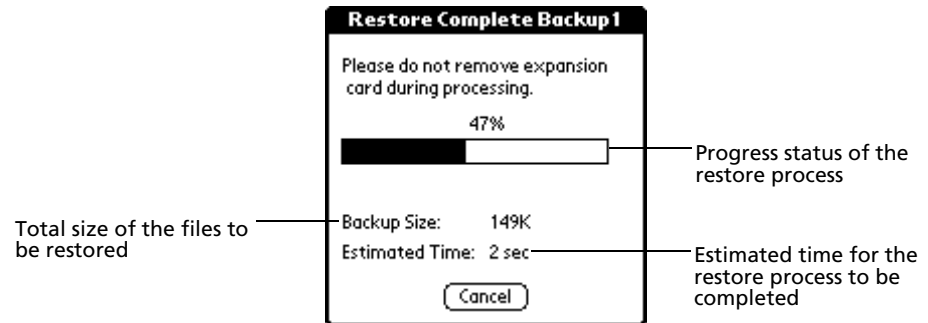 Restore Complete Backup1
Please do not remove expansion
card during processing.
47%
Progress status of the
restore process
Total size of the files to
be restored
Backup Size: 149K
Estimated Time: 2 sec
Estimated time for the
restore process to be
completed
Cancel